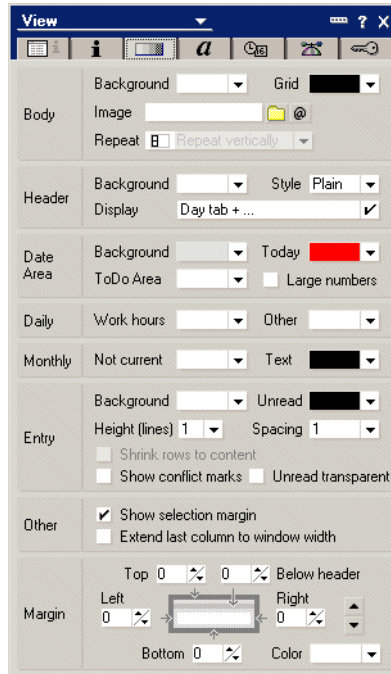 View ?
i i a 16
Background Grid
Body Image @
Repeat Repeat vertically
Background Style Plain
Header
Display Day tab + ...
Date Area Background Today
ToDo Area Large numbers
Daily Work hours Other
Monthly Not current Text
Background Unread
Entry Height (lines) 1 Spacing 1
Shrink rows to content
Show conflict marks Unread transparent
Other Show selection margin
Extend last column to window width
Top 0 0 Below header
Left Right
Margin 0 0
Bottom 0 Color